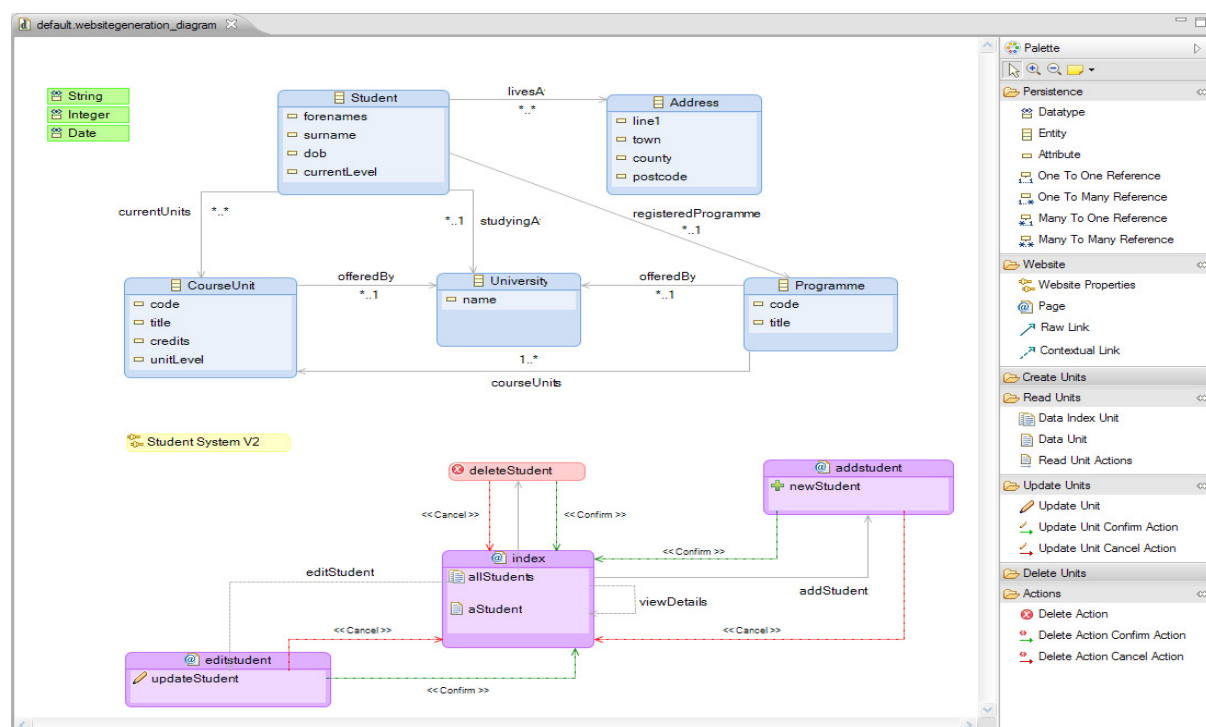 default.websitegeneration_diagram
String
Integer
Date
Student
forenames
surname
dob
currentLevel
livesA
*..*
Address
line1
town
county
postcode
currentUnits
*..*
*..1
studyingA
registeredProgramme
*..1
CourseUnit
code
title
credits
unitLevel
offeredBy
*..1
University
name
offeredBy
*..1
Programme
code
title
1..*
courseUnits
Student System V2
deleteStudent
<<Cancel>>
<<Confirm >>
addstudent
newStudent
<<Confirm >>
index
allStudents
aStudent
editStudent
viewDetails
addStudent
<<Cancel>>
<<Cancel>>
editstudent
updateStudent
<<Confirm >>
Palette
Persistence
Datatype
Entity
Attribute
One To One Reference
One To Many Reference
Many To One Reference
Many To Many Reference
Website
Website Properties
Page
Raw Link
Contextual Link
Create Units
Read Units
Data Index Unit
Data Unit
Read Unit Actions
Update Units
Update Unit
Update Unit Confirm Action
Update Unit Cancel Action
Delete Units
Actions
Delete Action
Delete Action Confirm Action
Delete Action Cancel Action